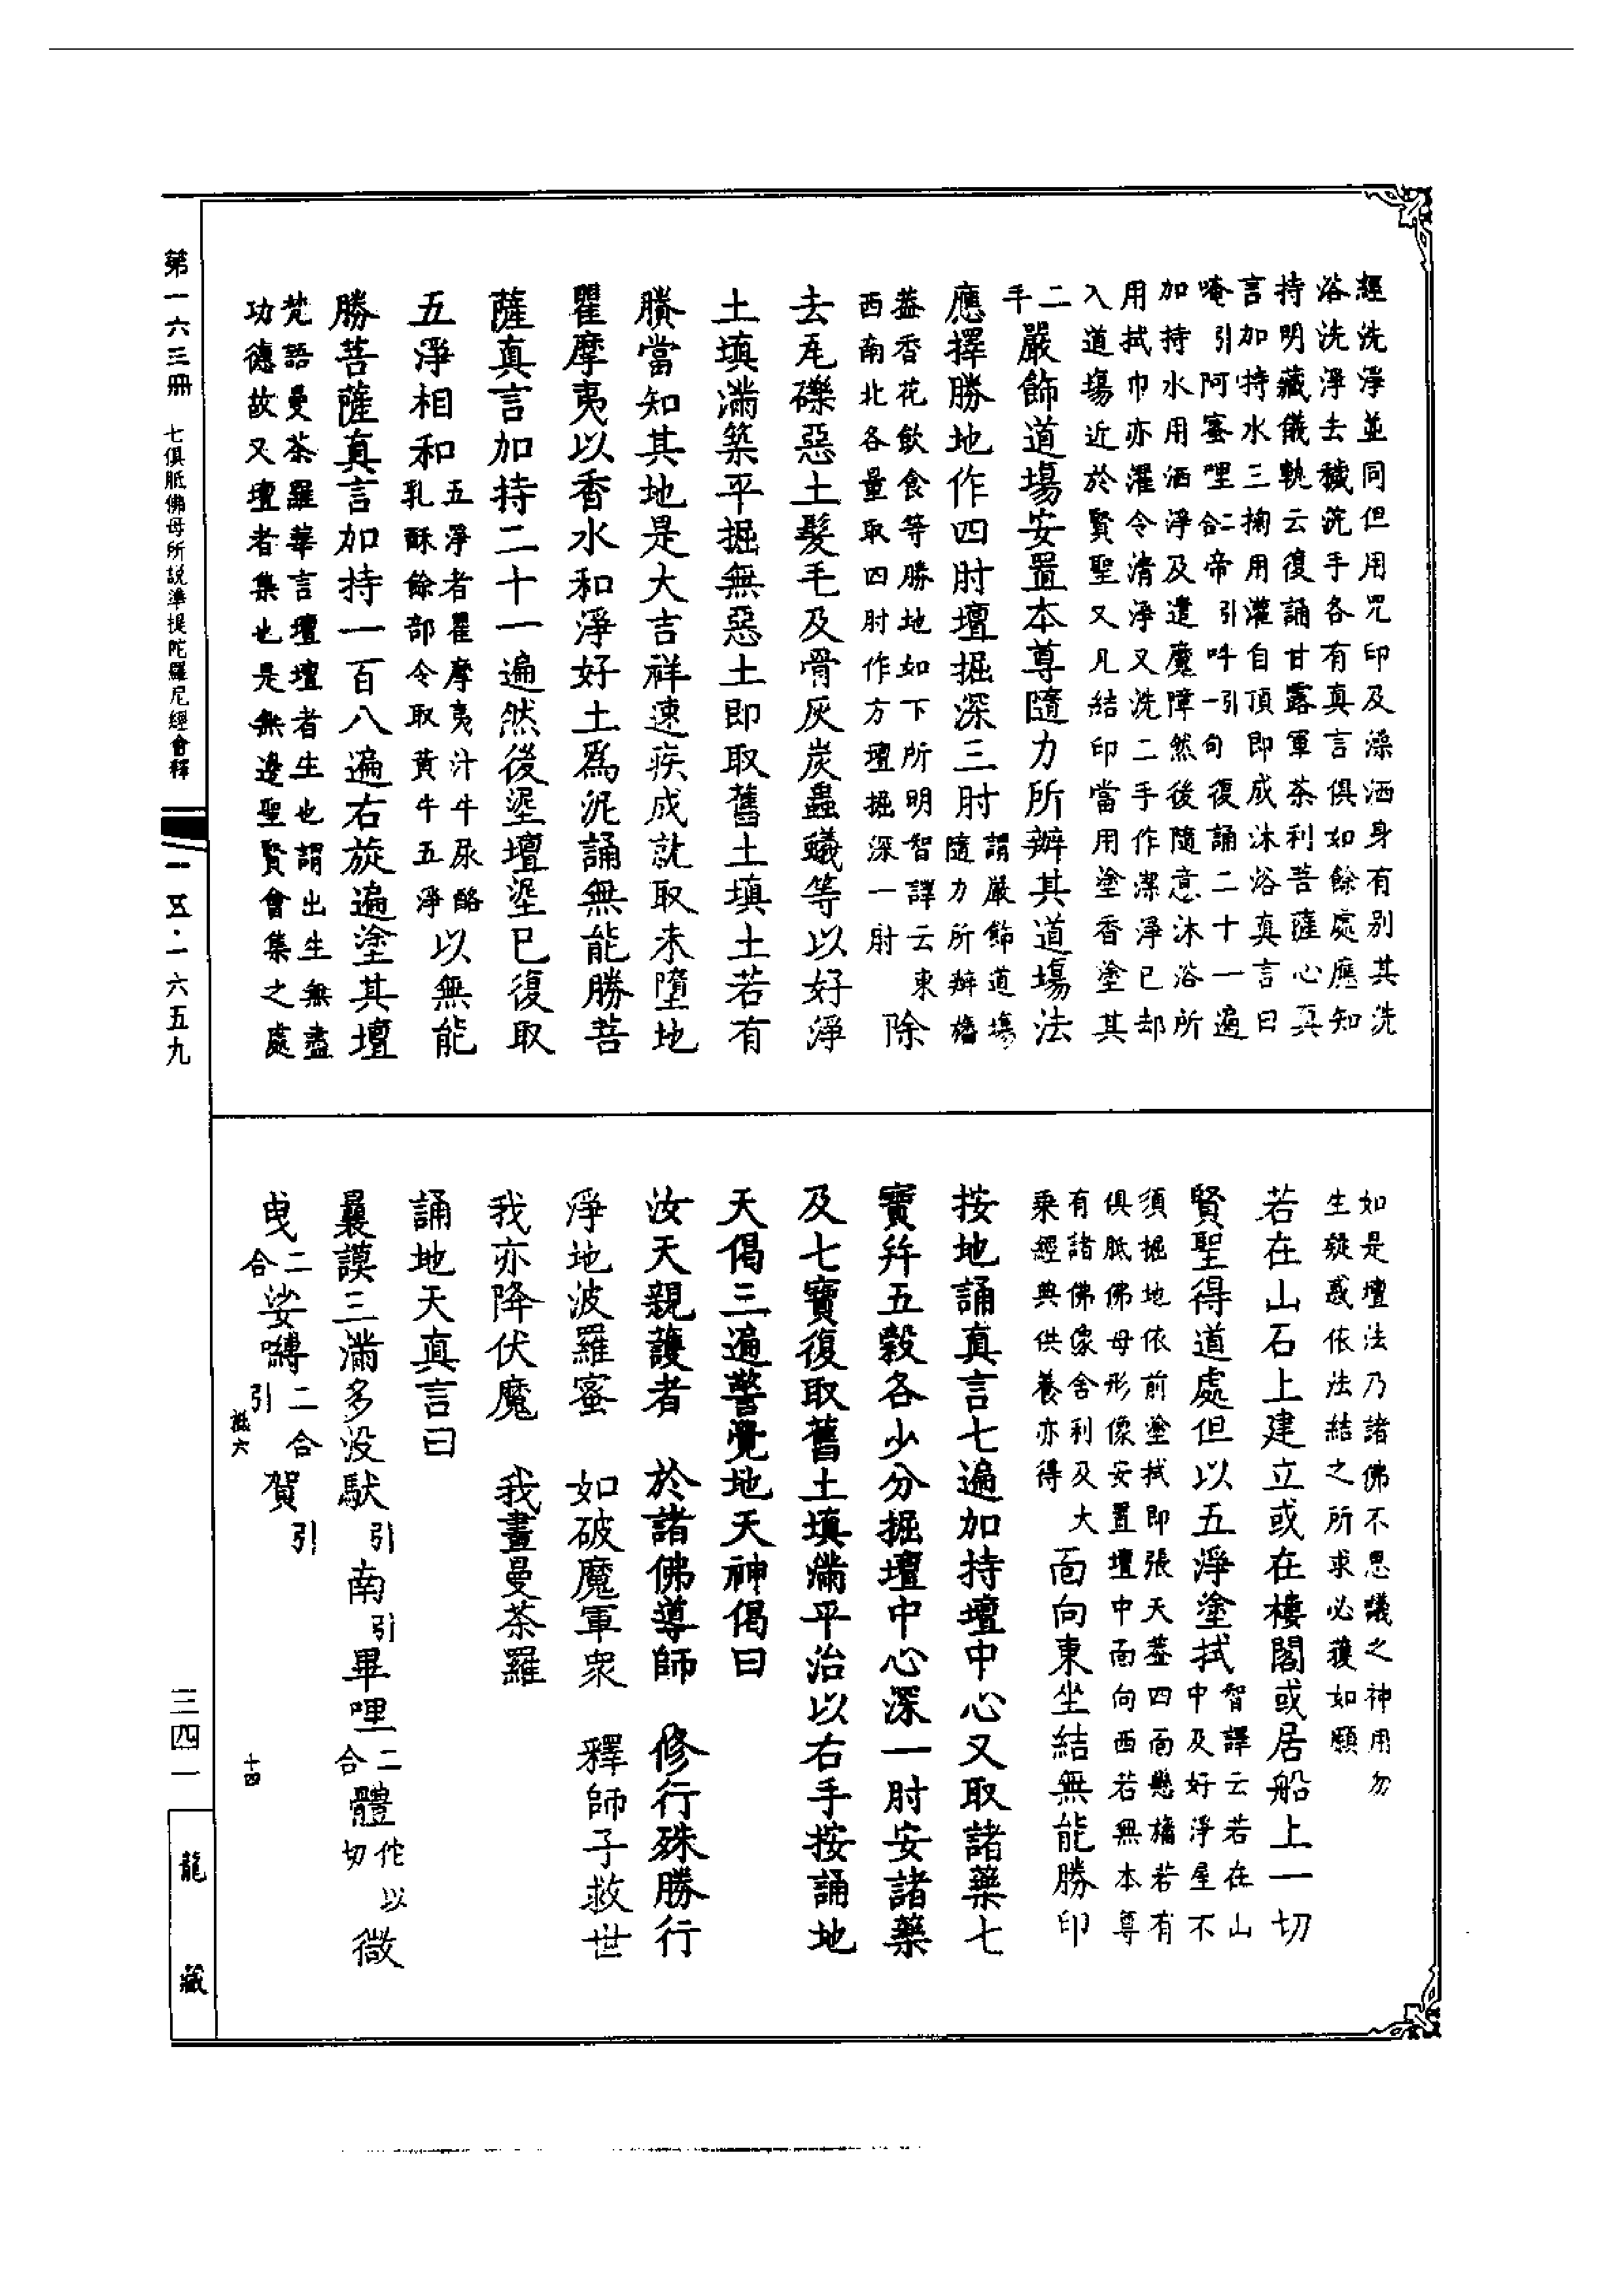 經洗淨並同但用咒印及澡洒身有別其洗
浴洗淨去穢洗手各有真言俱如餘處應知
持明藏儀軌云復誦甘露軍荼利菩薩心真
言加持水三掬用灌自頂即成沐浴真言曰
唵引阿蜜哩二合帝引吽引一句復誦二十一遍
加持水用洒淨及遣魔障然後隨意沐浴所
用拭巾亦濯令清淨又洗二手作潔淨已却
入道場近於賢聖又凡結印當用塗香塗其
二手
嚴飾道場安置本尊隨力所辦其道場法
謂嚴飾道場
隨力所辦旛
應擇勝地作四肘壇掘深三肘
蓋香花飲食等勝地如下所明智譯云東
西南北各量取四肘作方壇掘深一肘
除
去瓦礫惡土髮毛及骨灰炭蟲蟻等以好淨
土填滿築平掘無惡土即取舊土填土若有
賸當知其地是大吉祥速疾成就取未墮地
瞿摩夷以香水和淨好土爲泥誦無能勝菩
薩真言加持二十一遍然後埿壇埿已復取
五淨相和
五淨者瞿摩夷汁牛尿酪
乳酥餘部令取黃牛五淨
以無能
勝菩薩真言加持一百八遍右旋遍塗其壇
梵語曼荼羅華言壇壇者生也謂出生無盡
功德故又壇者集也是無邊聖賢會集之處
如是壇法乃諸佛不思議之神用勿
生疑惑依法結之所求必獲如願
若在山石上建立或在樓閣或居船上一切
賢聖得道處但以五淨塗拭
智譯云若在山
中及好淨屋不
須掘地依前塗拭即張天蓋四面懸旛若有
俱胝佛母形像安置壇中面向西若無本尊
有諸佛像舍利及大
乘經典供養亦得
面向東坐結無能勝印
按地誦真言七遍加持壇中心又取諸藥七
寶并五穀各少分掘壇中心深一肘安諸藥
及七寶復取舊土填滿平治以右手按誦地
天偈三遍警覺地天神偈曰
汝天親護者　於諸佛導師　修行殊勝行
淨地波羅蜜　如破魔軍衆　釋師子救世
我亦降伏魔　我畫曼荼羅
誦地天真言曰
曩謨三滿多沒馱引南引畢哩二合體佗以切微
曳二合娑嚩二合引賀引
祗六
十四
第一六三冊　七俱胝佛母所說準提陀羅尼經會釋
一五·一六五九
三四一
龍藏